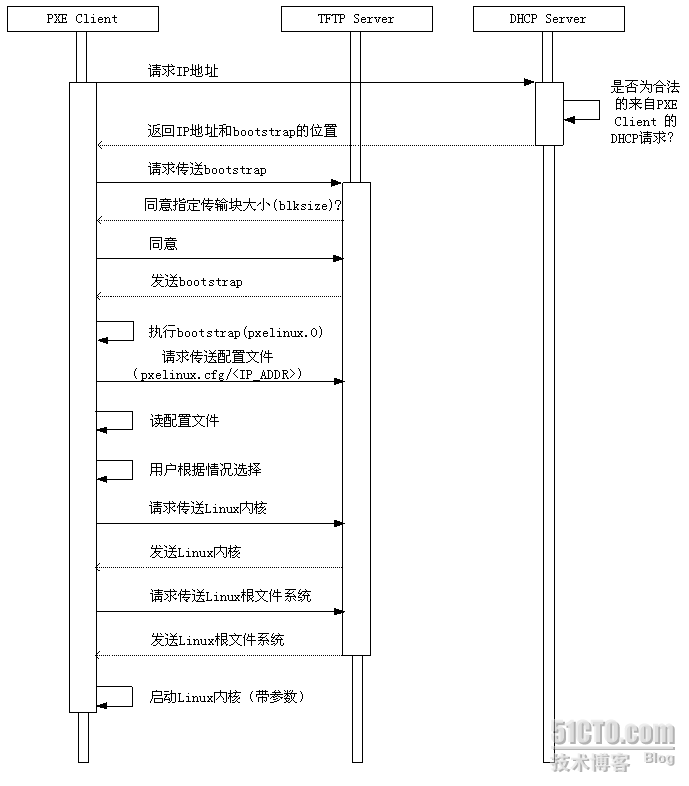 PXE Client
TFTP Server
DHCP Server
请求IP地址
是否为合法
的来自PXE
Client 的
DHCP请求?
返回IP地址和bootstrap的位置
请求传送bootstrap
同意指定传输块大小(blksize)?
同意
发送bootstrap
执行bootstrap(pxelinux.0)
请求传送配置文件
(pxelinux.cfg/<IP_ADDR>)
读配置文件
用户根据情况选择
请求传送Linux内核
发送Linux内核
请求传送Linux根文件系统
发送Linux根文件系统
启动Linux内核（带参数）
51CTO.com
技术博客 Blog